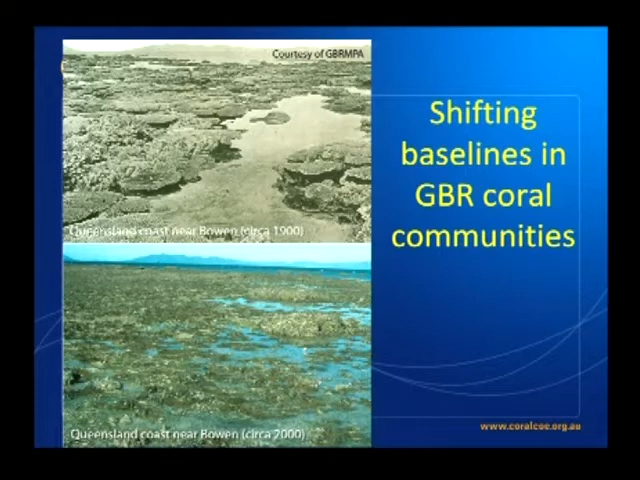 Courtesy of GBRMPA
Queensland coast near Bowen (circa 1900)
Queensland coast near Bowen (circa 2000)
Shifting
baselines in
GBR coral
communities
www.coralcoe.org.au